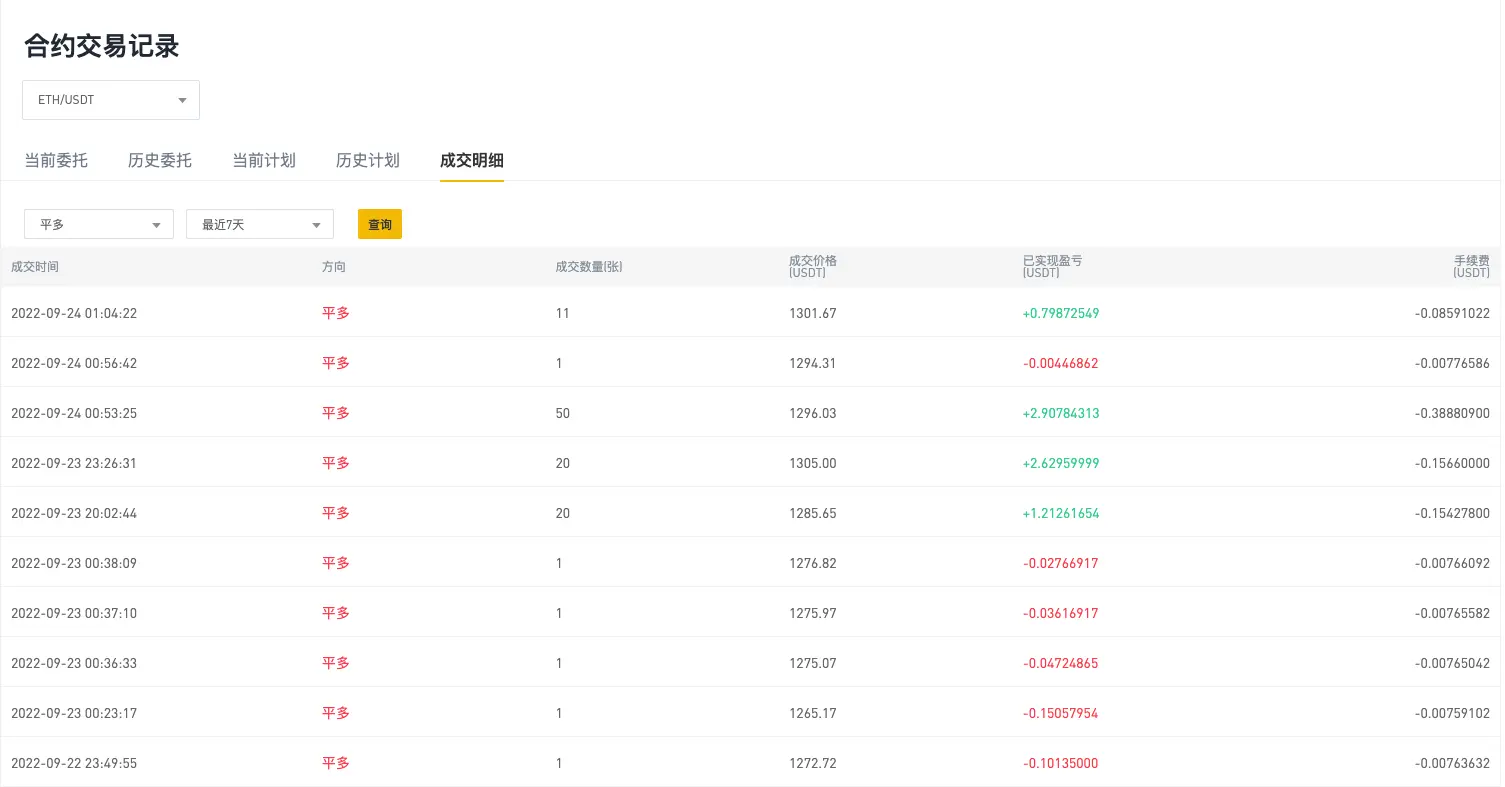 合约交易记录
ETH/USDT
当前委托 历史委托 当前计划 历史计划 成交明细
平多 最近7天 查询
成交时间 方向 成交数量(张) 成交价格 (USDT) 已实现盈亏 (USDT) 手续费 (USDT)
2022-09-24 01:04:22 平多 11 1301.67 +0.79872549 -0.08591022
2022-09-24 00:56:42 平多 1 1294.31 -0.00446862 -0.00776586
2022-09-24 00:53:25 平多 50 1296.03 +2.90784313 -0.38880900
2022-09-23 23:26:31 平多 20 1305.00 +2.62959999 -0.15660000
2022-09-23 20:02:44 平多 20 1285.65 +1.21261654 -0.15427800
2022-09-23 00:38:09 平多 1 1276.82 -0.02766917 -0.00766092
2022-09-23 00:37:10 平多 1 1275.97 -0.03616917 -0.00765582
2022-09-23 00:36:33 平多 1 1275.07 -0.04724865 -0.00765042
2022-09-23 00:23:17 平多 1 1265.17 -0.15057954 -0.00759102
2022-09-22 23:49:55 平多 1 1272.72 -0.10135000 -0.00763632